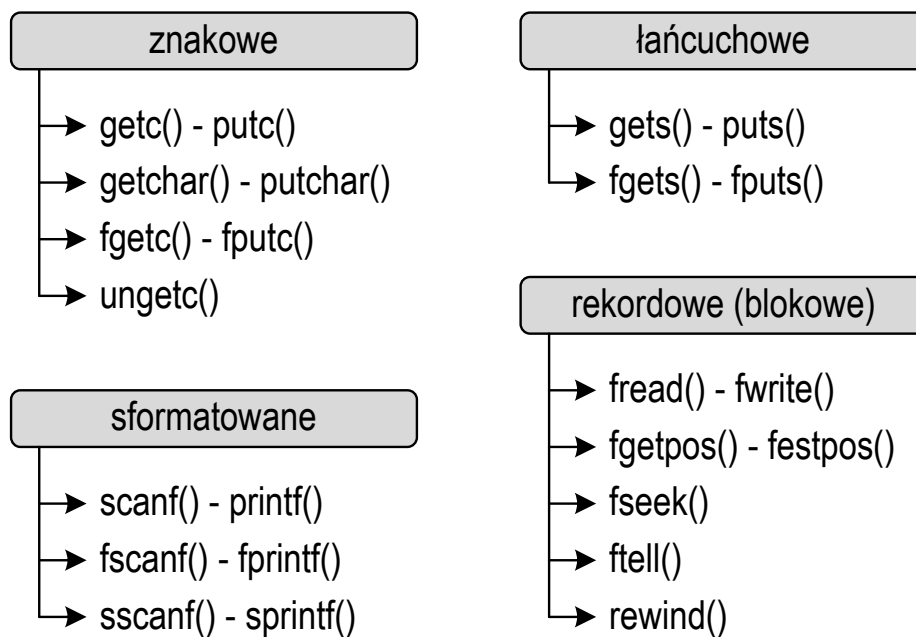 znakowe
getc() - putc()
getchar() - putchar()
fgetc() - fputc()
ungetc()
sformatowane
scanf() - printf()
fscanf() - fprintf()
sscanf() - sprintf()
łańcuchowe
gets() - puts()
fgets() - fputs()
rekordowe (blokowe)
fread() - fwrite()
fgetpos() - festpos()
fseek()
ftell()
rewind()